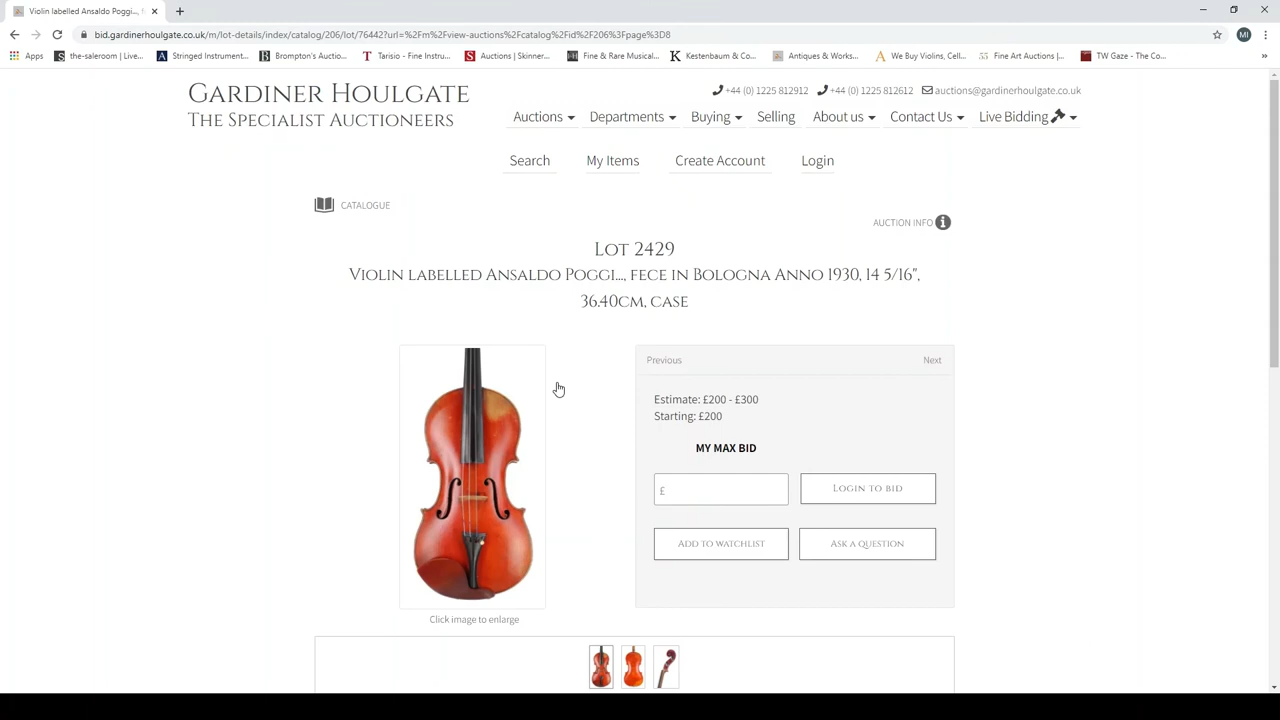 Violin labelled Ansaldo Poggi..., f
bid.gardinerhoulgate.co.uk/m/lot-details/index/catalog/206/lot/76442?url=%2Fm%2Fview-auctions%2Fcatalog%2Fid%2F206%3Fpage%3D8
MI
Apps
the-saleroom | Live...
Stringed Instrument...
Brompton's Auctio...
Tarisio - Fine Instru...
Auctions | Skinner...
Fine & Rare Musical...
Kestenbaum & Co...
Antiques & Works...
We Buy Violins, Cell...
Fine Art Auctions |...
TW Gaze - The Co...
»
Gardiner Houlgate
The Specialist Auctioneers
+44 (0) 1225 812912
+44 (0) 1225 812612
auctions@gardinerhoulgate.co.uk
Auctions
Departments
Buying
Selling
About us
Contact Us
Live Bidding
Search
My Items
Create Account
Login
CATALOGUE
AUCTION INFO
Lot 2429
Violin labelled Ansaldo Poggi..., fece in Bologna Anno 1930, 14 5/16",
36.40cm, case
Previous
Next
Estimate: £200 - £300
Starting: £200
MY MAX BID
£
Login to bid
Add to watchlist
Ask a question
Click image to enlarge